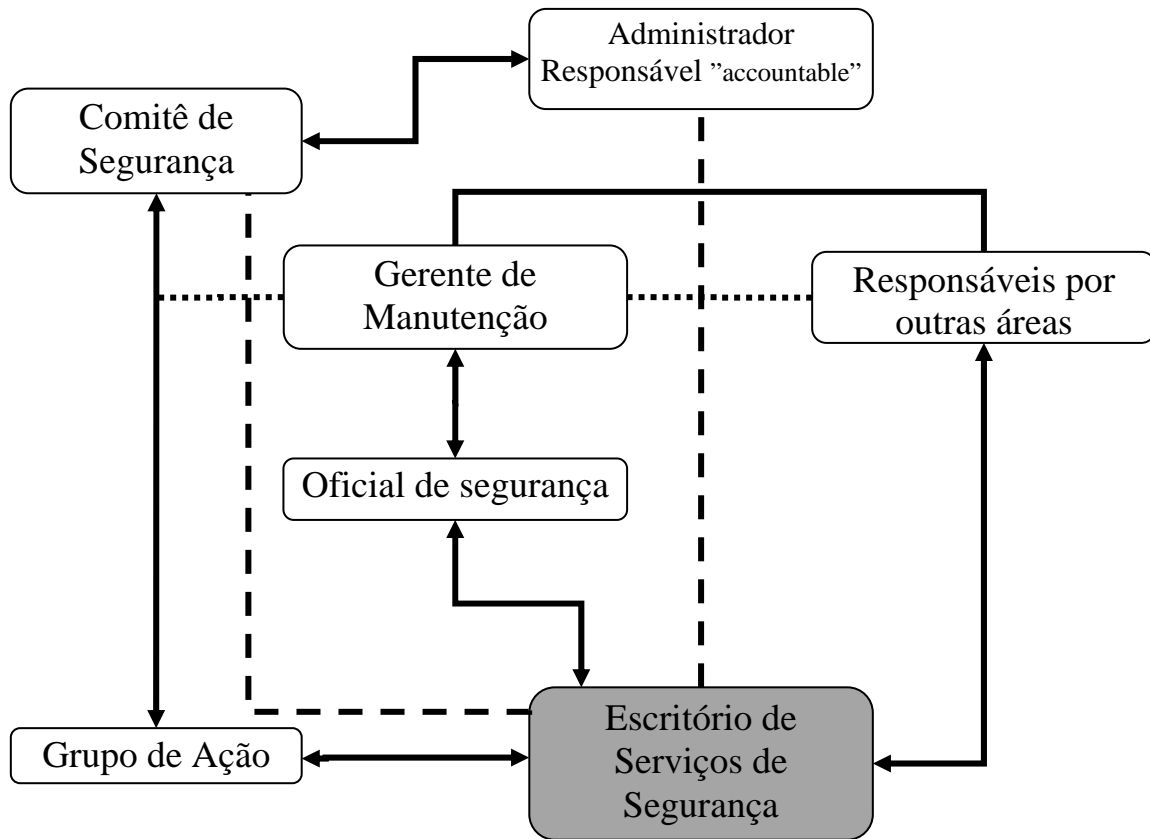 Administrador
Responsável ”accountable”
Comitê de
Segurança
Gerente de
Manutenção
Responsáveis por
outras áreas
Oficial de segurança
Escritório de
Serviços de
Segurança
Grupo de Ação